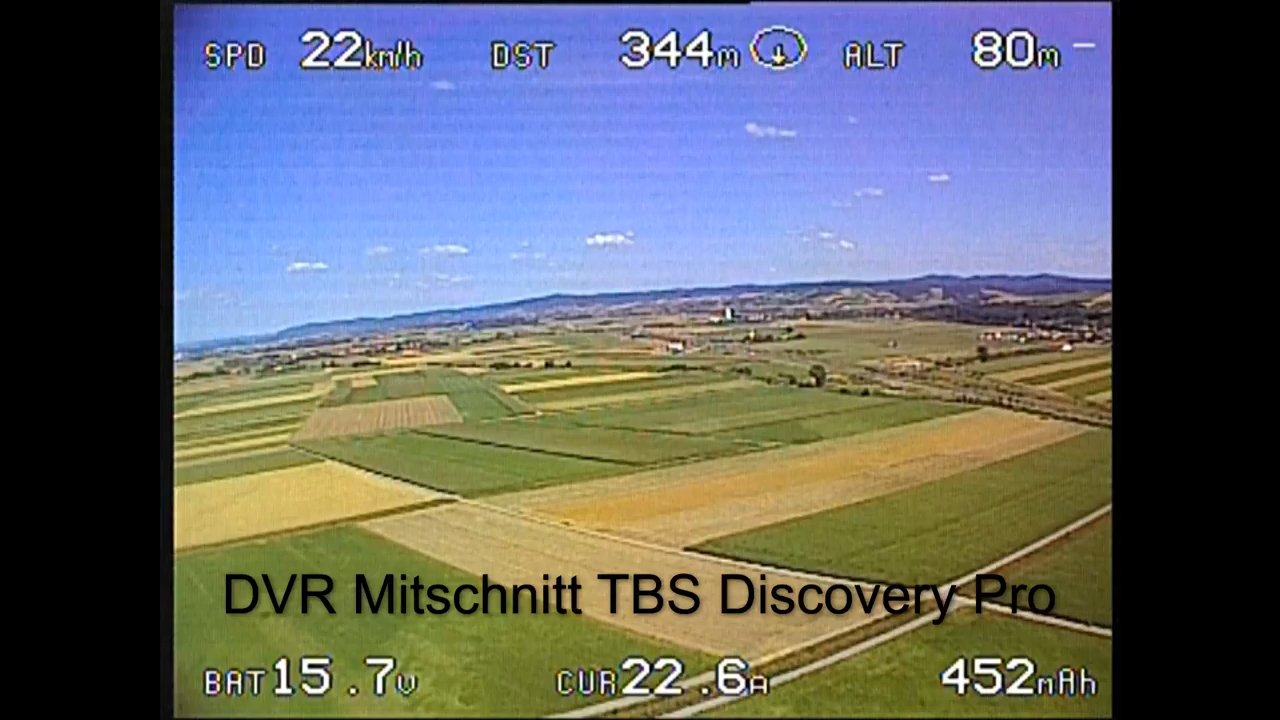 SPD 22km/h DST 344m ALT 80m
DVR Mitschnitt TBS Discovery Pro
BAT 15.7V CUR 22.6A 452mAh